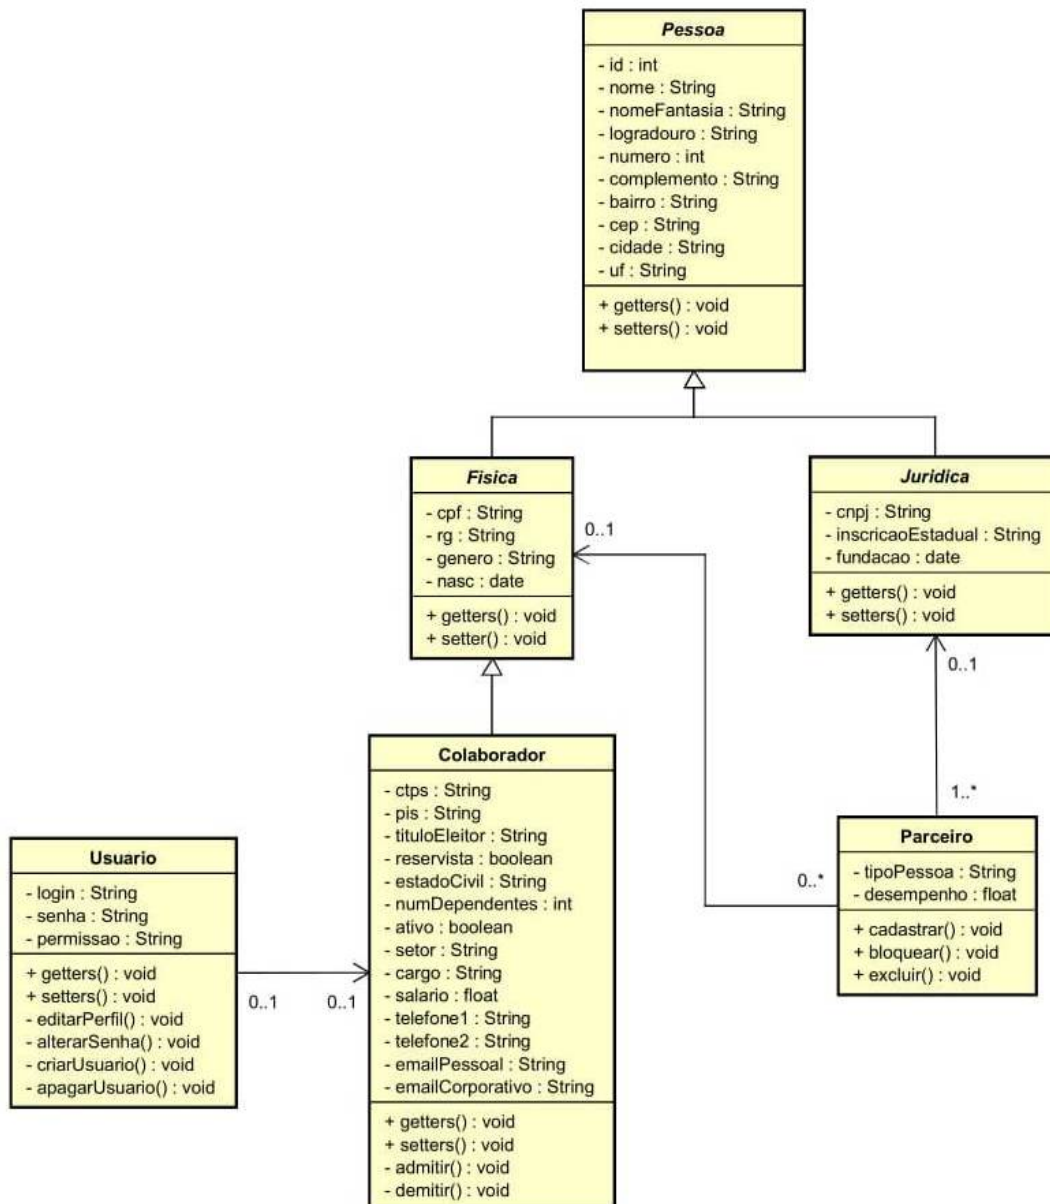 Pessoa
- id : int
- nome : String
- nomeFantasia : String
- logradouro : String
- numero : int
- complemento : String
- bairro : String
- cep : String
- cidade : String
- uf : String
+ getters() : void
+ setters() : void
Fisica
- cpf : String
- rg : String
- genero : String
- nasc : date
+ getters() : void
+ setter() : void
0..1
Juridica
- cnpj : String
- inscricaoEstadual : String
- fundacao : date
+ getters() : void
+ setters() : void
0..1
1..*
Colaborador
- ctps : String
- pis : String
- tituloEleitor : String
- reservista : boolean
- estadoCivil : String
- numDependentes : int
- ativo : boolean
- setor : String
- cargo : String
- salario : float
- telefone1 : String
- telefone2 : String
- emailPessoal : String
- emailCorporativo : String
+ getters() : void
+ setters() : void
- admitir() : void
- demitir() : void
Parceiro
- tipoPessoa : String
- desempenho : float
+ cadastrar() : void
+ bloquear() : void
+ excluir() : void
0..*
Usuario
- login : String
- senha : String
- permissao : String
+ getters() : void
+ setters() : void
- editarPerfil() : void
- alterarSenha() : void
- criarUsuario() : void
- apagarUsuario() : void
0..1
0..1